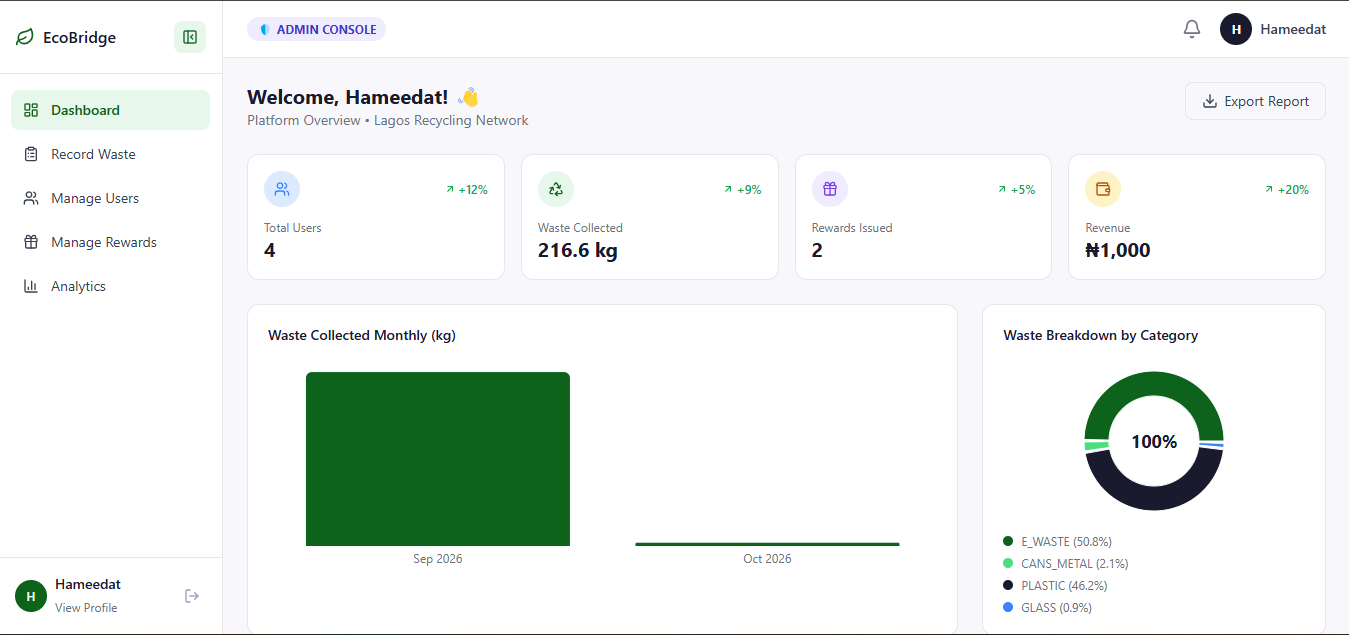 EcoBridge
Dashboard
Record Waste
Manage Users
Manage Rewards
Analytics
H
Hameedat
View Profile
ADMIN CONSOLE
H
Hameedat
Welcome, Hameedat! 👋
Platform Overview • Lagos Recycling Network
Export Report
+12%
Total Users
4
+9%
Waste Collected
216.6 kg
+5%
Rewards Issued
2
+20%
Revenue
₦1,000
Waste Collected Monthly (kg)
Sep 2026
Oct 2026
Waste Breakdown by Category
100%
E_WASTE (50.8%)
CANS_METAL (2.1%)
PLASTIC (46.2%)
GLASS (0.9%)